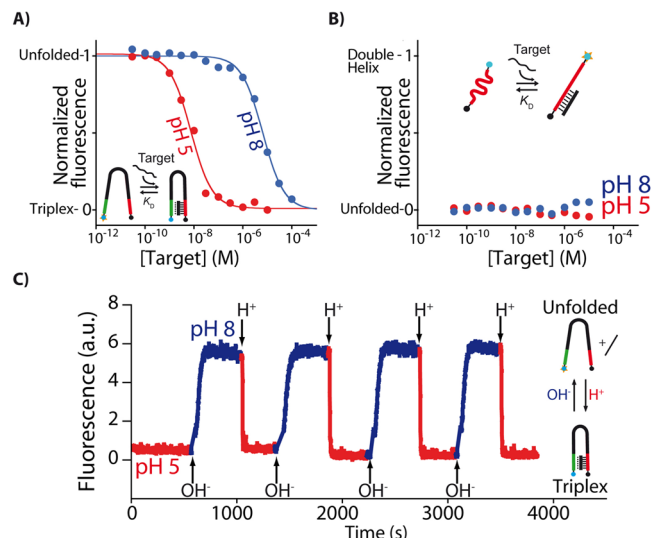 A)
Unfolded-1
Normalized
fluorescence
Triplex- 0
pH 5
pH 8
Target
K_D
10⁻¹² 10⁻¹⁰ 10⁻⁸ 10⁻⁶ 10⁻⁴
[Target] (M)
B)
Double - 1
Helix
Normalized
fluorescence
Unfolded-0
Target
K_D
pH 8
pH 5
10⁻¹² 10⁻¹⁰ 10⁻⁸ 10⁻⁶ 10⁻⁴
[Target] (M)
C)
Fluorescence (a.u.)
8
6
4
2
0
pH 8
pH 5
H⁺ H⁺ H⁺ H⁺
OH⁻ OH⁻ OH⁻ OH⁻
0 1000 2000 3000 4000
Time (s)
Unfolded
+/
OH⁻ H⁺
Triplex